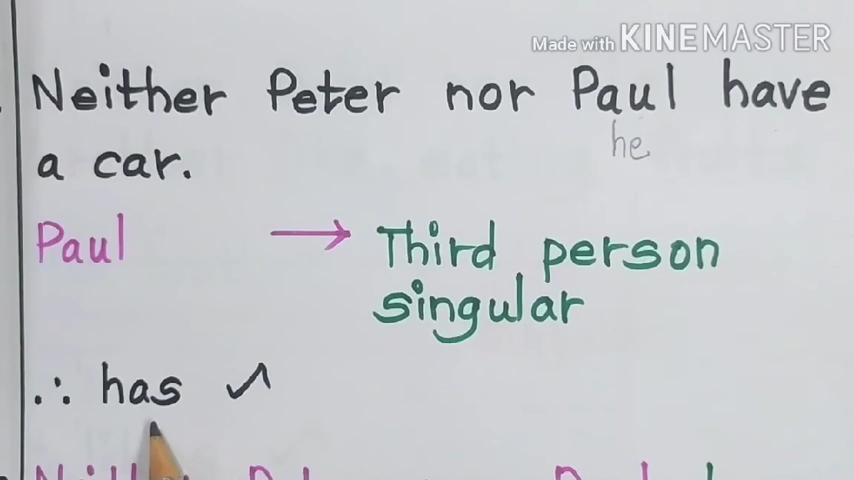 Made with KINEMASTER
Neither Peter nor Paul have
he
a car.
Paul → Third person
singular
∴ has ✓